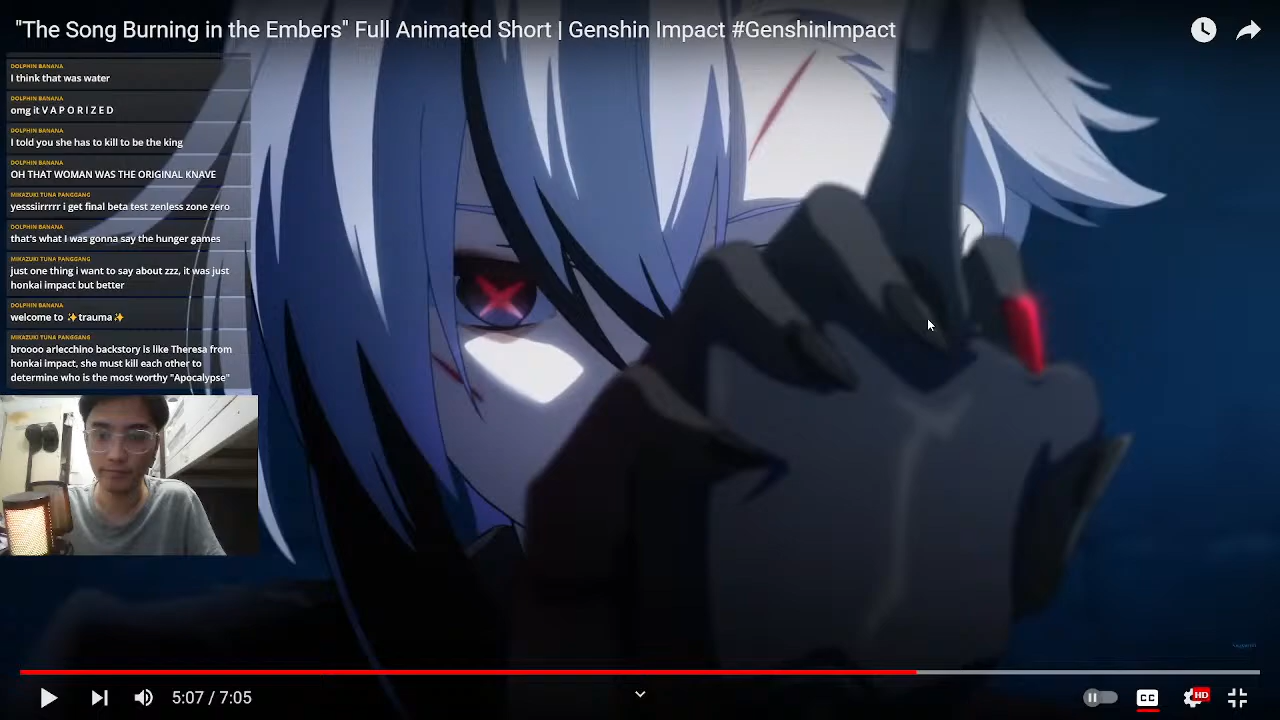 "The Song Burning in the Embers" Full Animated Short | Genshin Impact #GenshinImpact
DOLPHIN BANANA
I think that was water
DOLPHIN BANANA
omg it V A P O R I Z E D
DOLPHIN BANANA
I told you she has to kill to be the king
DOLPHIN BANANA
OH THAT WOMAN WAS THE ORIGINAL KNAVE
MIKAZUKI TUNA PANGGANG
yesssiirrrrr i get final beta test zenless zone zero
DOLPHIN BANANA
that's what I was gonna say the hunger games
MIKAZUKI TUNA PANGGANG
just one thing i want to say about zzz, it was just
honkai impact but better
DOLPHIN BANANA
welcome to ✨trauma✨
MIKAZUKI TUNA PANGGANG
broooo arlecchino backstory is like Theresa from
honkai impact, she must kill each other to
determine who is the most worthy "Apocalypse"
5:07 / 7:05
CC
HD